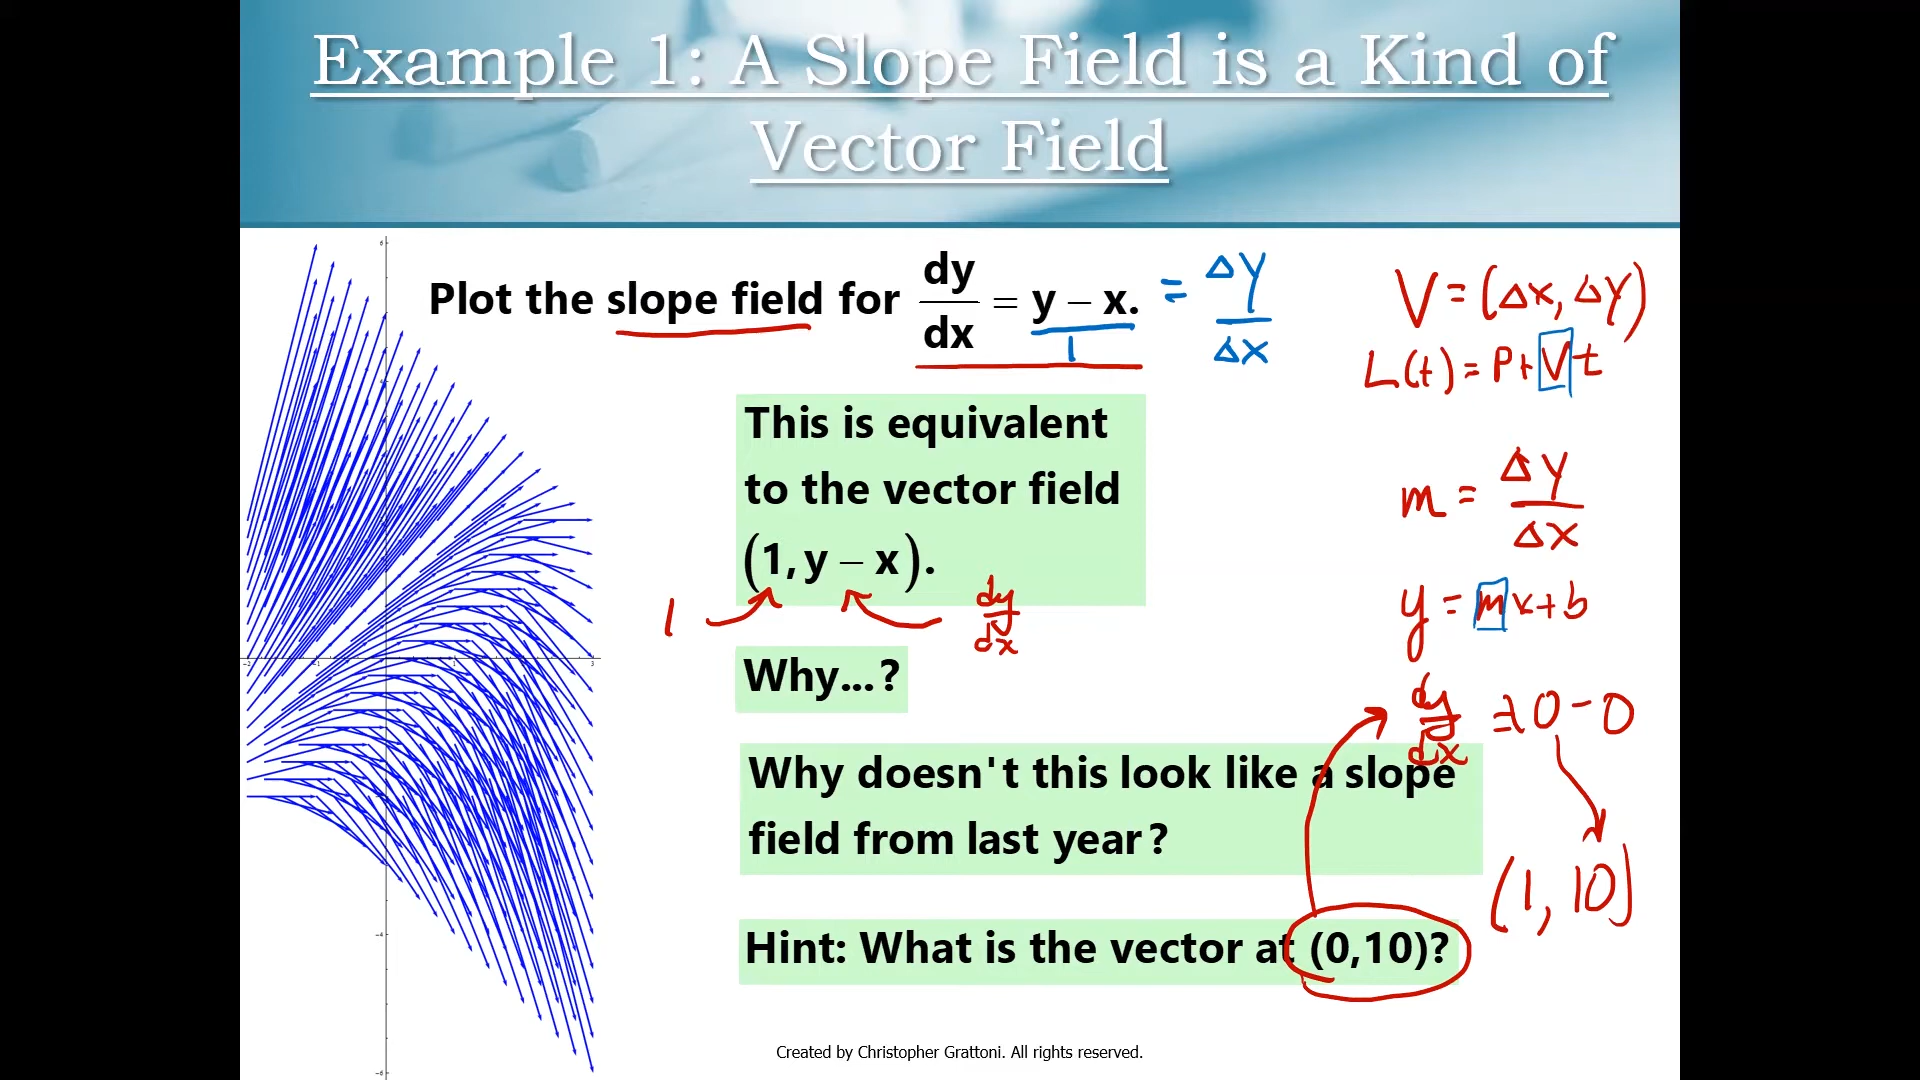 Example 1: A Slope Field is a Kind of
Vector Field
Plot the slope field for dy/dx = y – x. = ΔY/ΔX
1
V = (Δx, ΔY)
L(t) = P + Vt
This is equivalent
to the vector field
(1, y – x).
m = ΔY/ΔX
1
dy/dx
y = mx + b
Why...?
dy/dx = 10 - 0
Why doesn't this look like a slope
field from last year?
(1, 10)
Hint: What is the vector at (0,10)?
Created by Christopher Grattoni. All rights reserved.